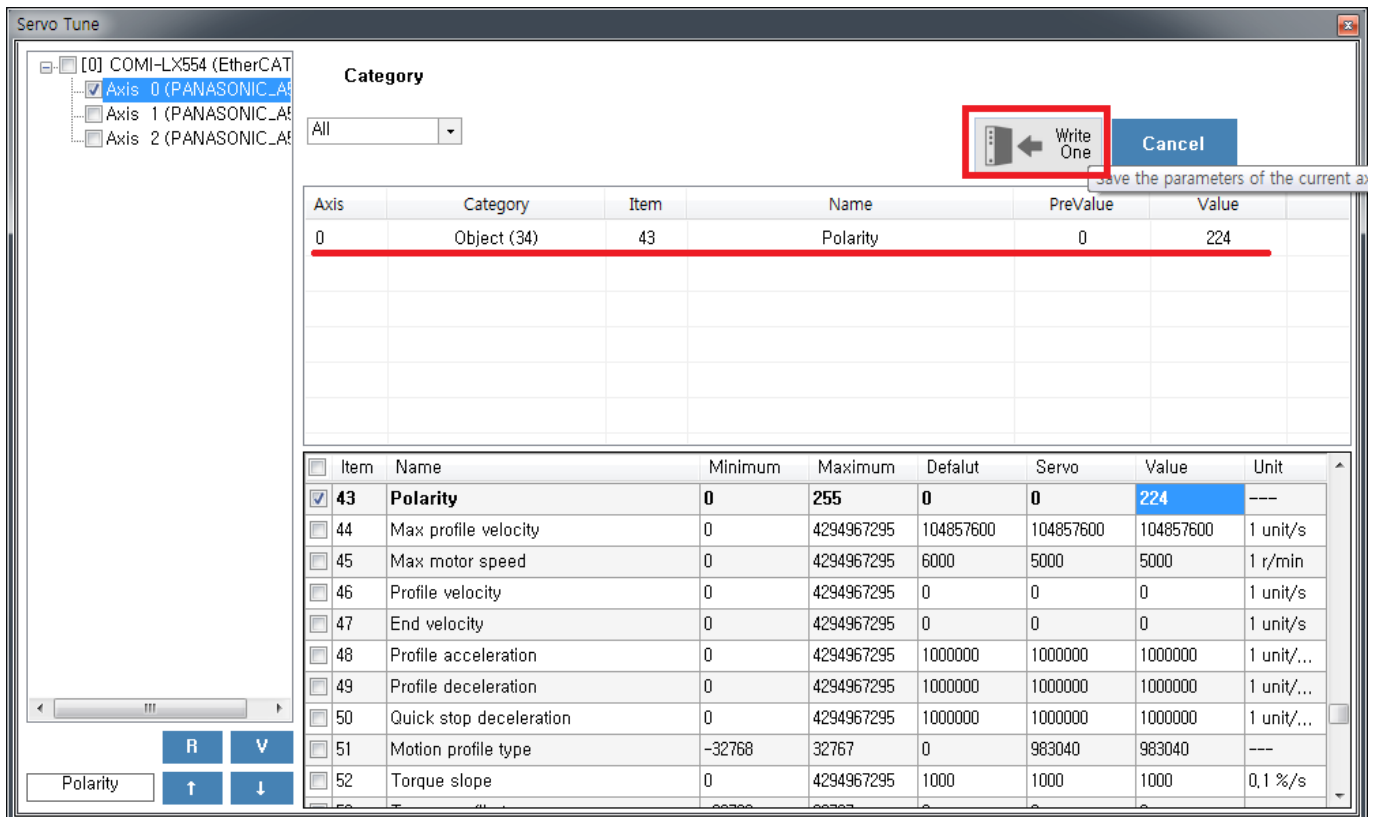 Servo Tune
[0] COMI-LX554 (EtherCAT
Axis 0 (PANASONIC_A5
Axis 1 (PANASONIC_A5
Axis 2 (PANASONIC_A5
Category
All
Write
One
Cancel
Save the parameters of the current ax
Axis Category Item Name PreValue Value
0 Object (34) 43 Polarity 0 224
Item Name Minimum Maximum Defalut Servo Value Unit
43 Polarity 0 255 0 0 224 ---
44 Max profile velocity 0 4294967295 104857600 104857600 104857600 1 unit/s
45 Max motor speed 0 4294967295 6000 5000 5000 1 r/min
46 Profile velocity 0 4294967295 0 0 0 1 unit/s
47 End velocity 0 4294967295 0 0 0 1 unit/s
48 Profile acceleration 0 4294967295 1000000 1000000 1000000 1 unit/...
49 Profile deceleration 0 4294967295 1000000 1000000 1000000 1 unit/...
50 Quick stop deceleration 0 4294967295 1000000 1000000 1000000 1 unit/...
51 Motion profile type -32768 32767 0 983040 983040 ---
52 Torque slope 0 4294967295 1000 1000 1000 0,1 %/s
R V
Polarity ↑ ↓